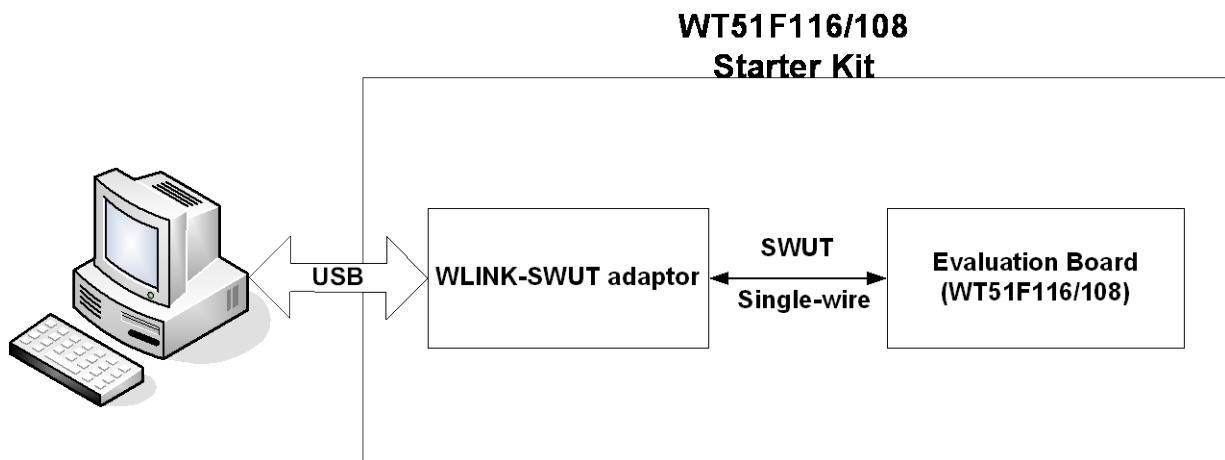 WT51F116/108
Starter Kit
USB
WLINK-SWUT adaptor
SWUT
Single-wire
Evaluation Board
(WT51F116/108)